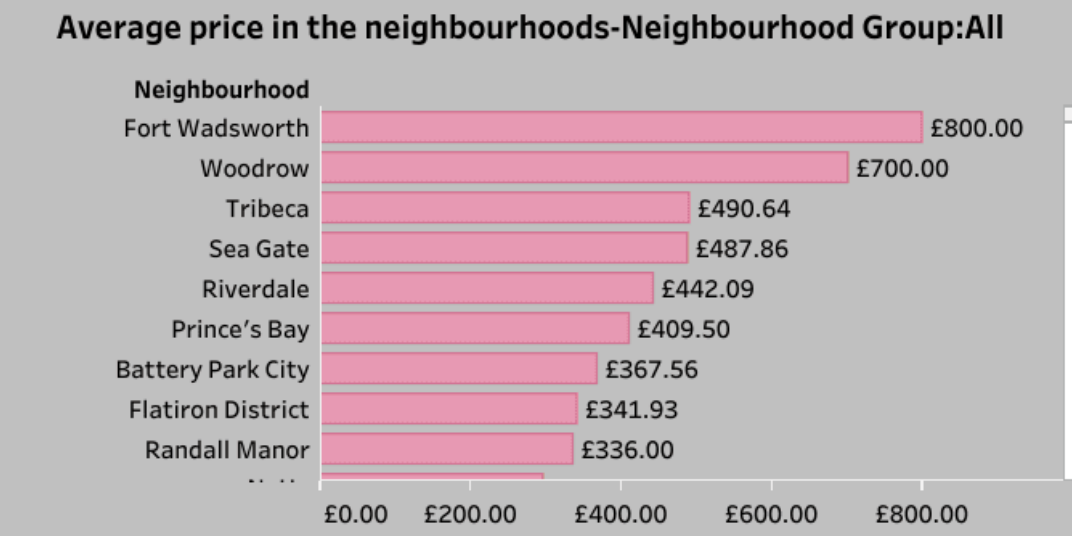 Average price in the neighbourhoods-Neighbourhood Group:All
Neighbourhood
Fort Wadsworth £800.00
Woodrow £700.00
Tribeca £490.64
Sea Gate £487.86
Riverdale £442.09
Prince’s Bay £409.50
Battery Park City £367.56
Flatiron District £341.93
Randall Manor £336.00
£0.00 £200.00 £400.00 £600.00 £800.00